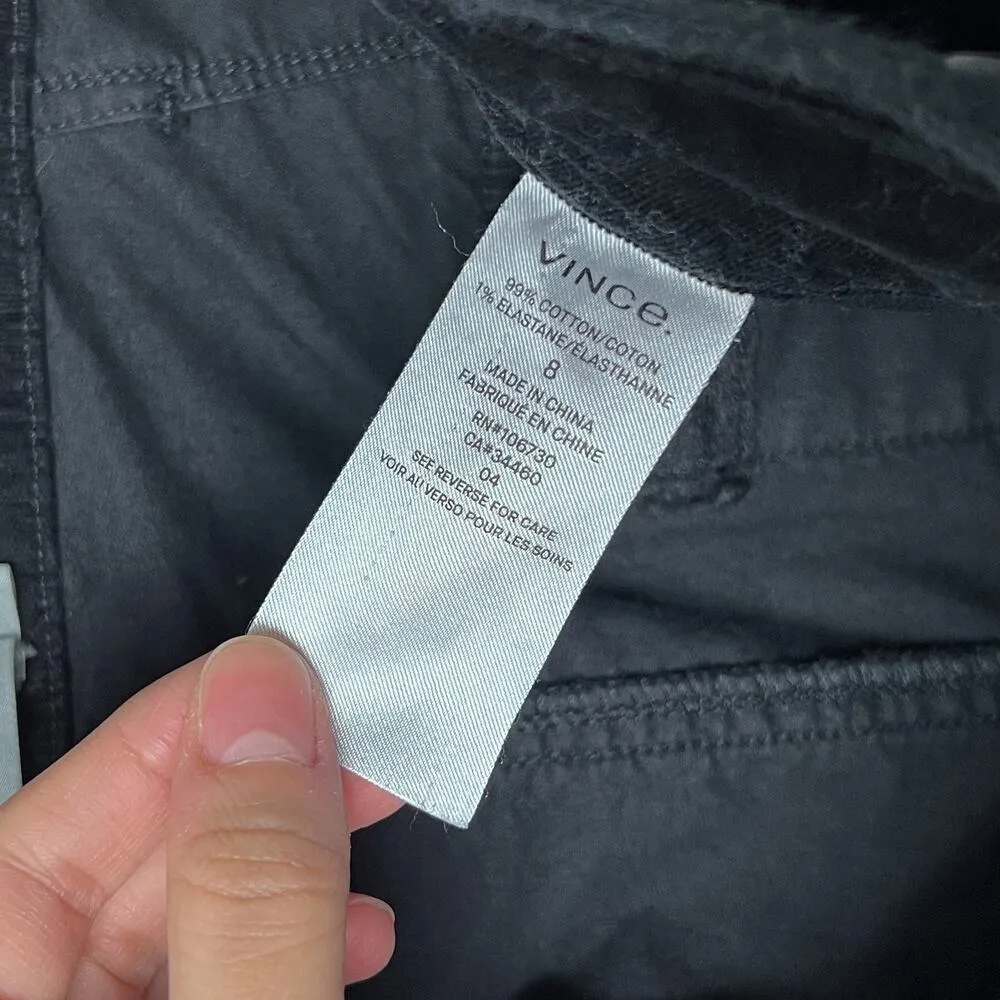 VINCe.
99% COTTON/COTON
1% ELASTANE/ÉLASTHANNE
8
MADE IN CHINA
FABRIQUÉ EN CHINE
RN#106730
CA#34460
04
SEE REVERSE FOR CARE
VOIR AU VERSO POUR LES SOINS